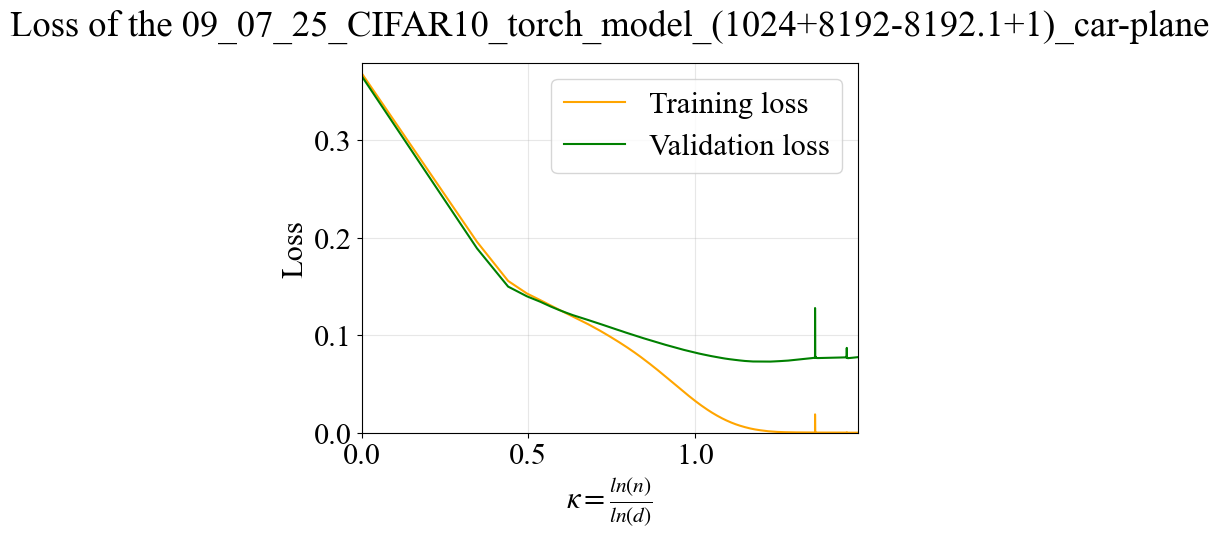 Loss of the 09_07_25_CIFAR10_torch_model_(1024+8192-8192.1+1)_car-plane
Training loss
Validation loss
0.3
0.2
0.1
0.0
Loss
0.0 0.5 1.0
κ = ln(n) / ln(d)